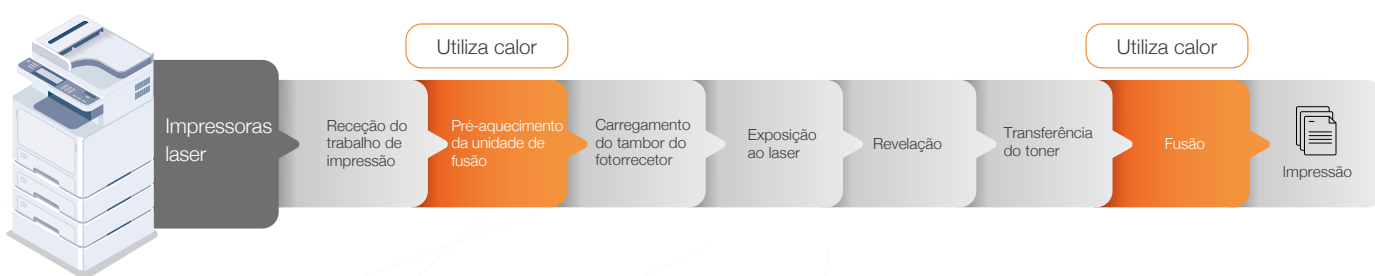 Utiliza calor
Utiliza calor
Impressoras
laser
Receção do
trabalho de
impressão
Pré-aquecimento
da unidade de
fusão
Carregamento
do tambor do
fotorrecetor
Exposição
ao laser
Revelação
Transferência
do toner
Fusão
Impressão